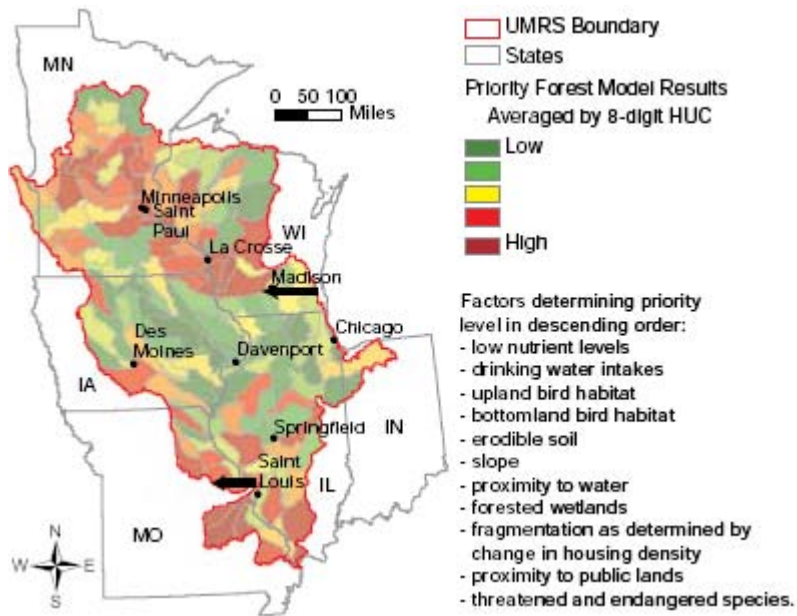 UMRS Boundary
States
Priority Forest Model Results
Averaged by 8-digit HUC
Low
High
MN
0 50 100
Miles
Minneapolis
Saint
Paul
La Crosse
WI
Madison
Chicago
Des
Moines
Davenport
IA
IN
Springfield
Saint
Louis
IL
MO
N
W E
S
Factors determining priority
level in descending order:
- low nutrient levels
- drinking water intakes
- upland bird habitat
- bottomland bird habitat
- erodible soil
- slope
- proximity to water
- forested wetlands
- fragmentation as determined by
change in housing density
- proximity to public lands
- threatened and endangered species.